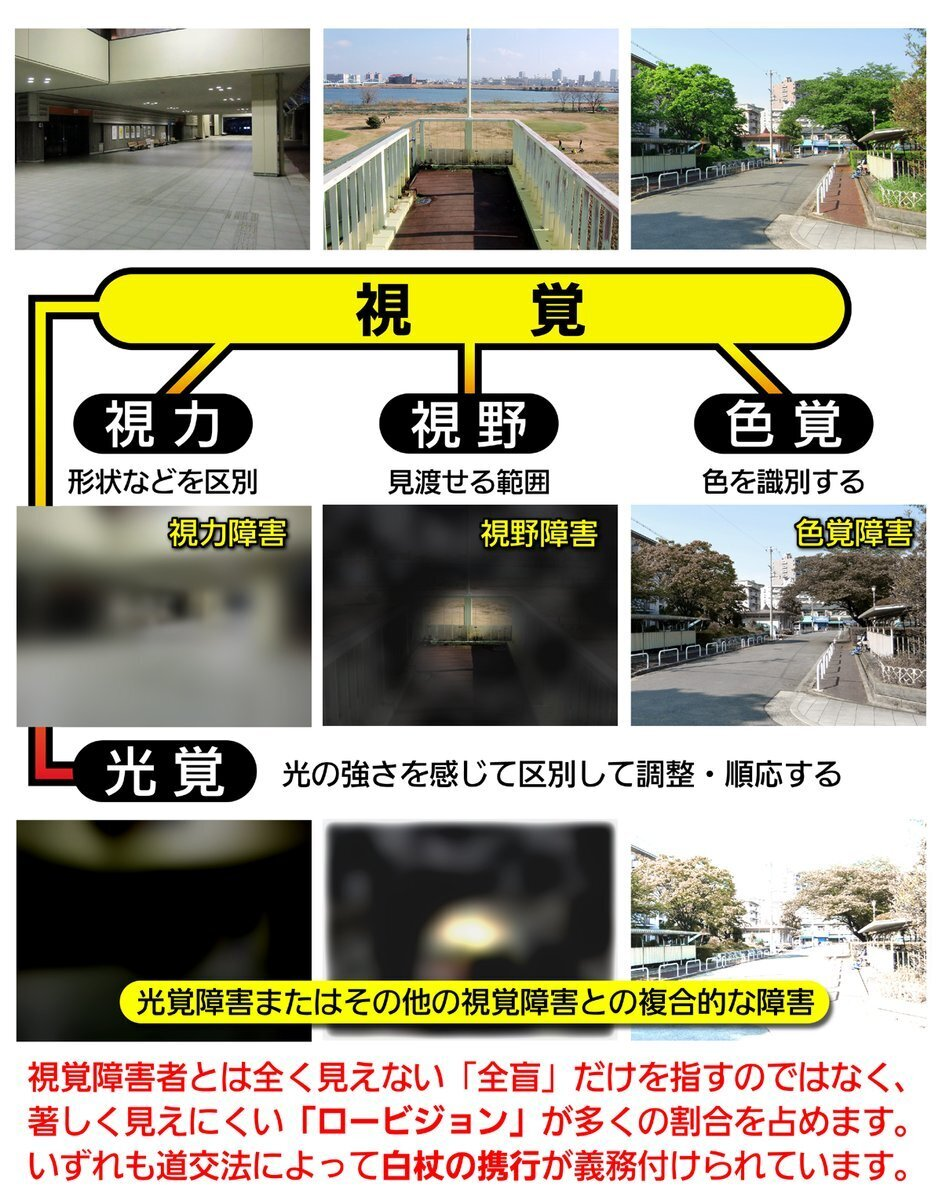 視覚
視力
視野
色覚
形状などを区別
見渡せる範囲
色を識別する
視力障害
視野障害
色覚障害
光覚
光の強さを感じて区別して調整・順応する
光覚障害またはその他の視覚障害との複合的な障害
視覚障害者とは全く見えない「全盲」だけを指すのではなく、
著しく見えにくい「ロービジョン」が多くの割合を占めます。
いずれも道交法によって白杖の携行が義務付けられています。